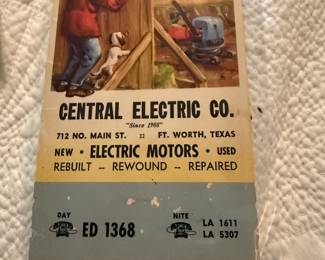 CENTRAL ELECTRIC CO.
"Since 1908"
712 NO. MAIN ST. :: FT. WORTH, TEXAS
NEW • ELECTRIC MOTORS • USED
REBUILT -- REWOUND -- REPAIRED
DAY NITE
ED 1368 LA 1611
LA 5307